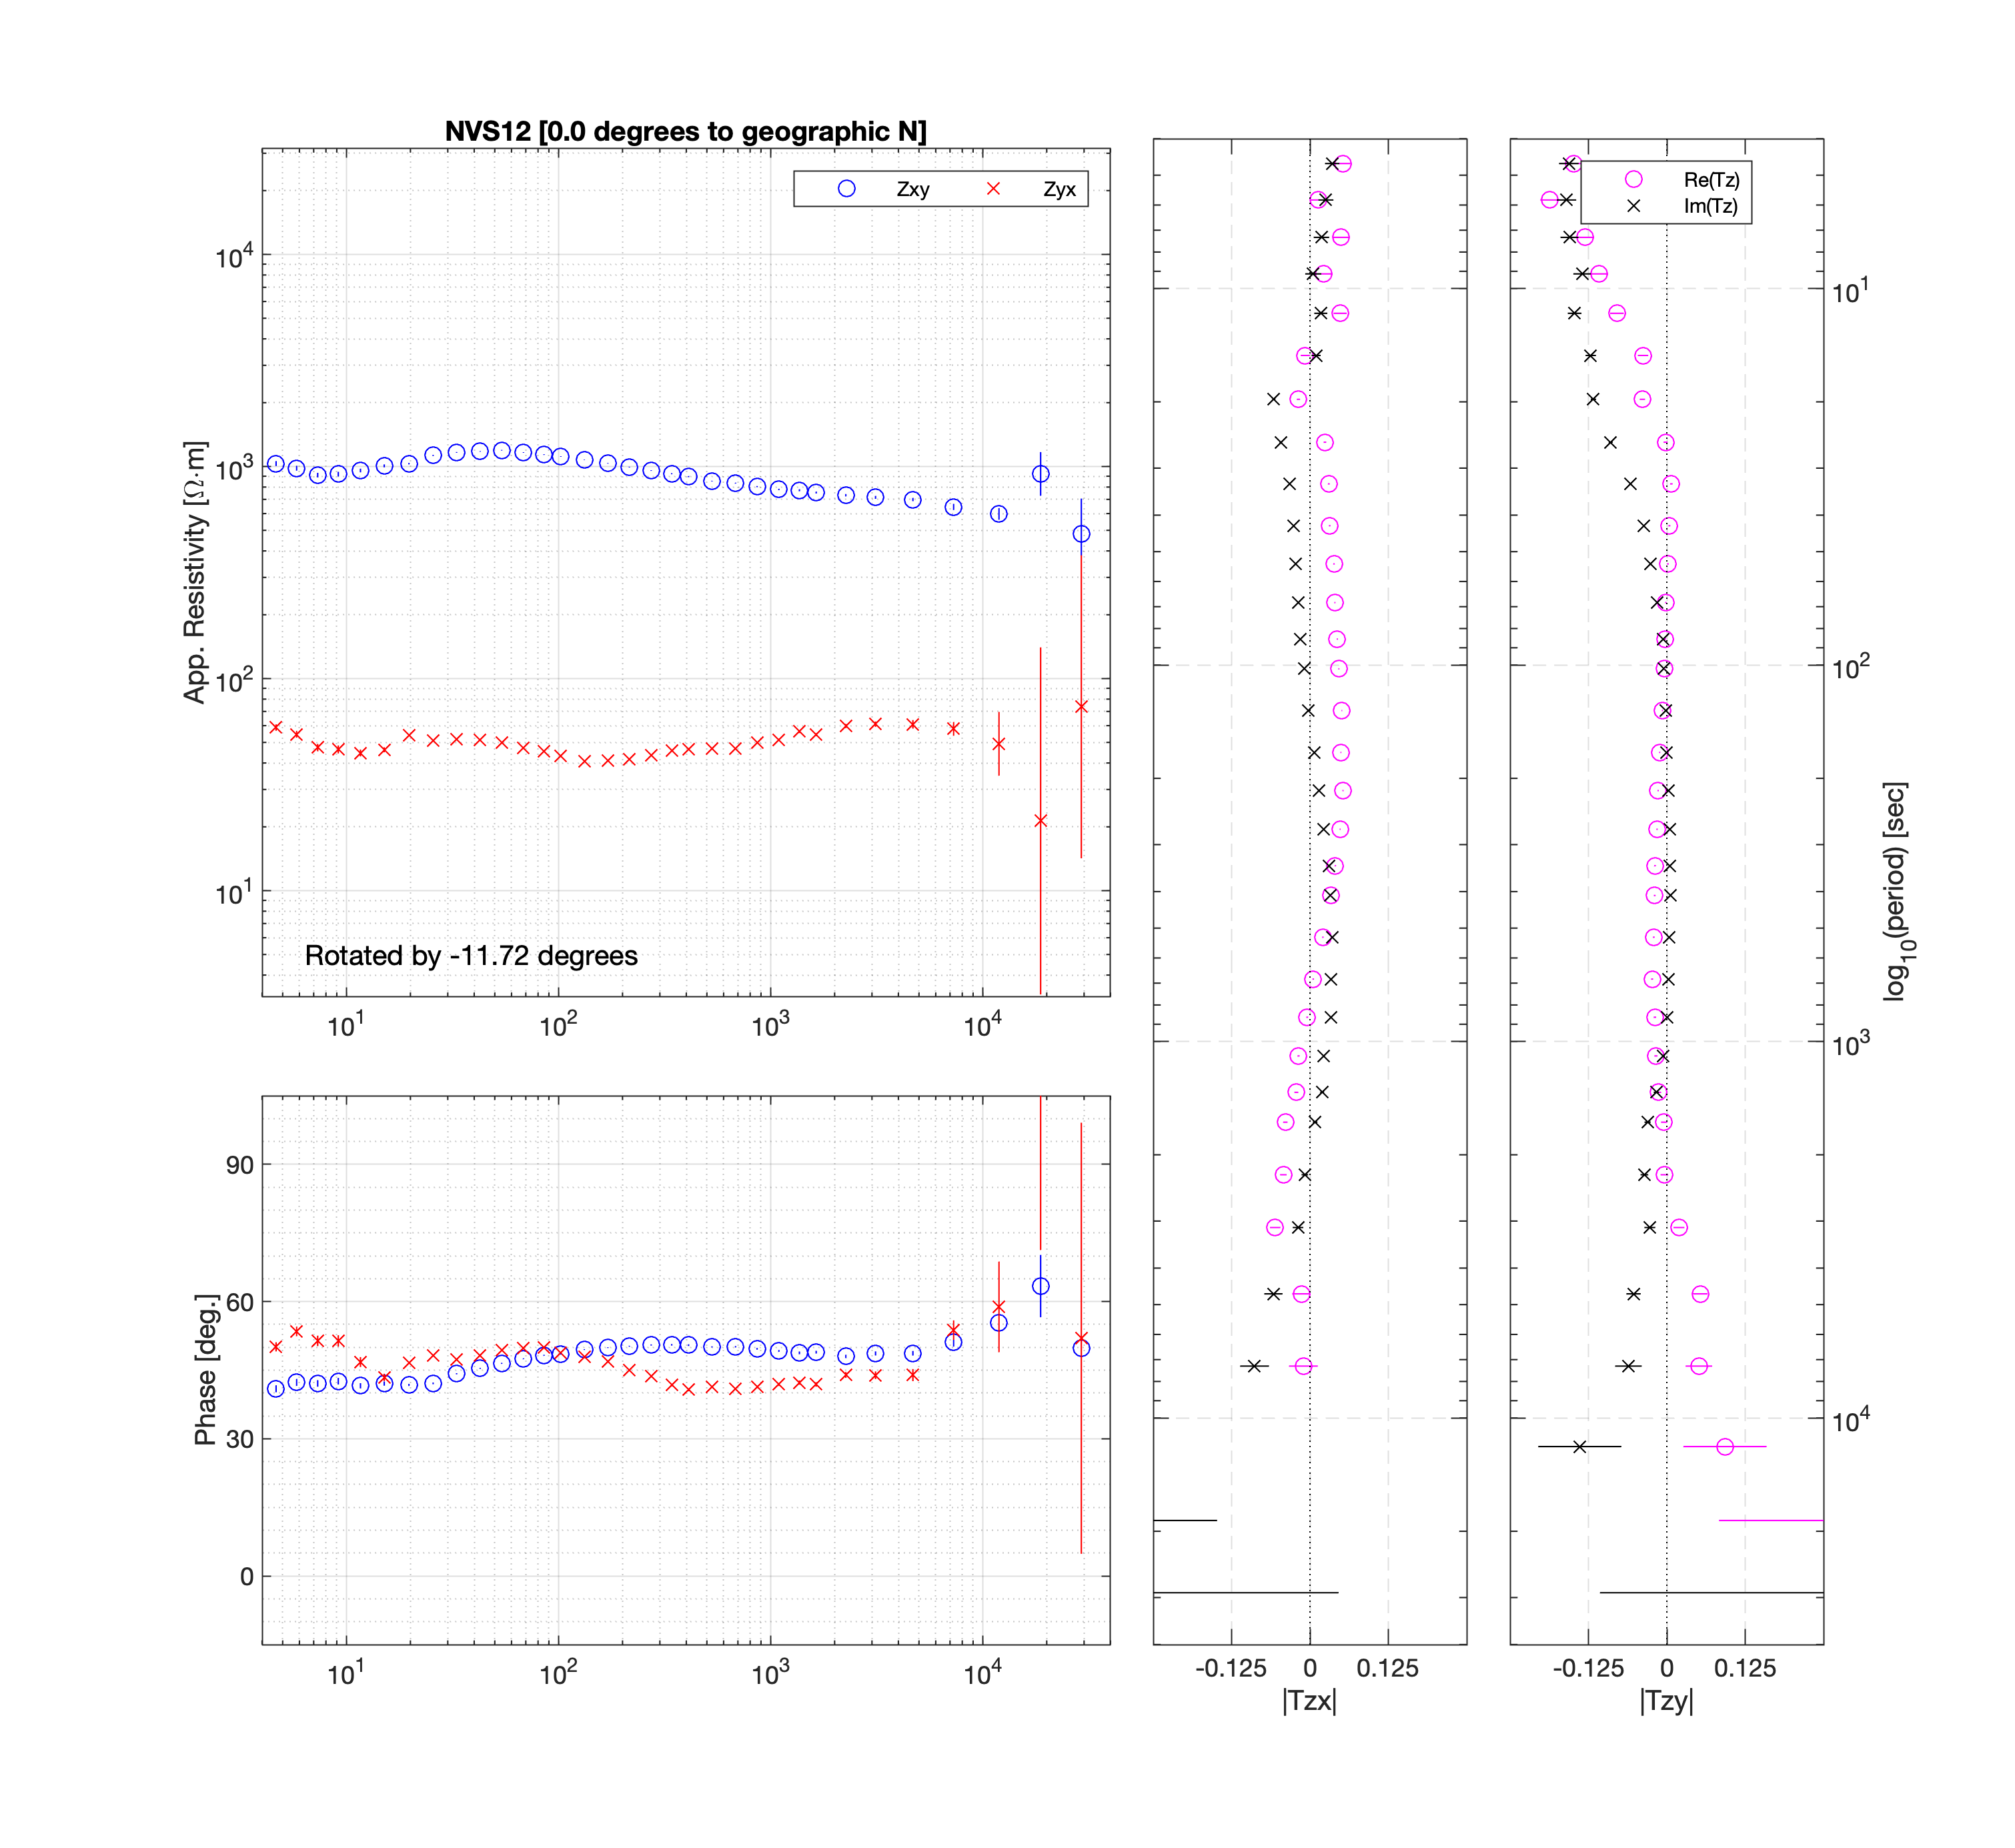 NVS12 [0.0 degrees to geographic N]
Zxy
Zyx
10^4
10^3
10^2
10^1
App. Resistivity [Ω·m]
Rotated by -11.72 degrees
10^1
10^2
10^3
10^4
90
60
30
0
Phase [deg.]
10^1
10^2
10^3
10^4
-0.125
0
0.125
|Tzx|
Re(Tz)
Im(Tz)
10^1
10^2
10^3
10^4
log10(period) [sec]
-0.125
0
0.125
|Tzy|